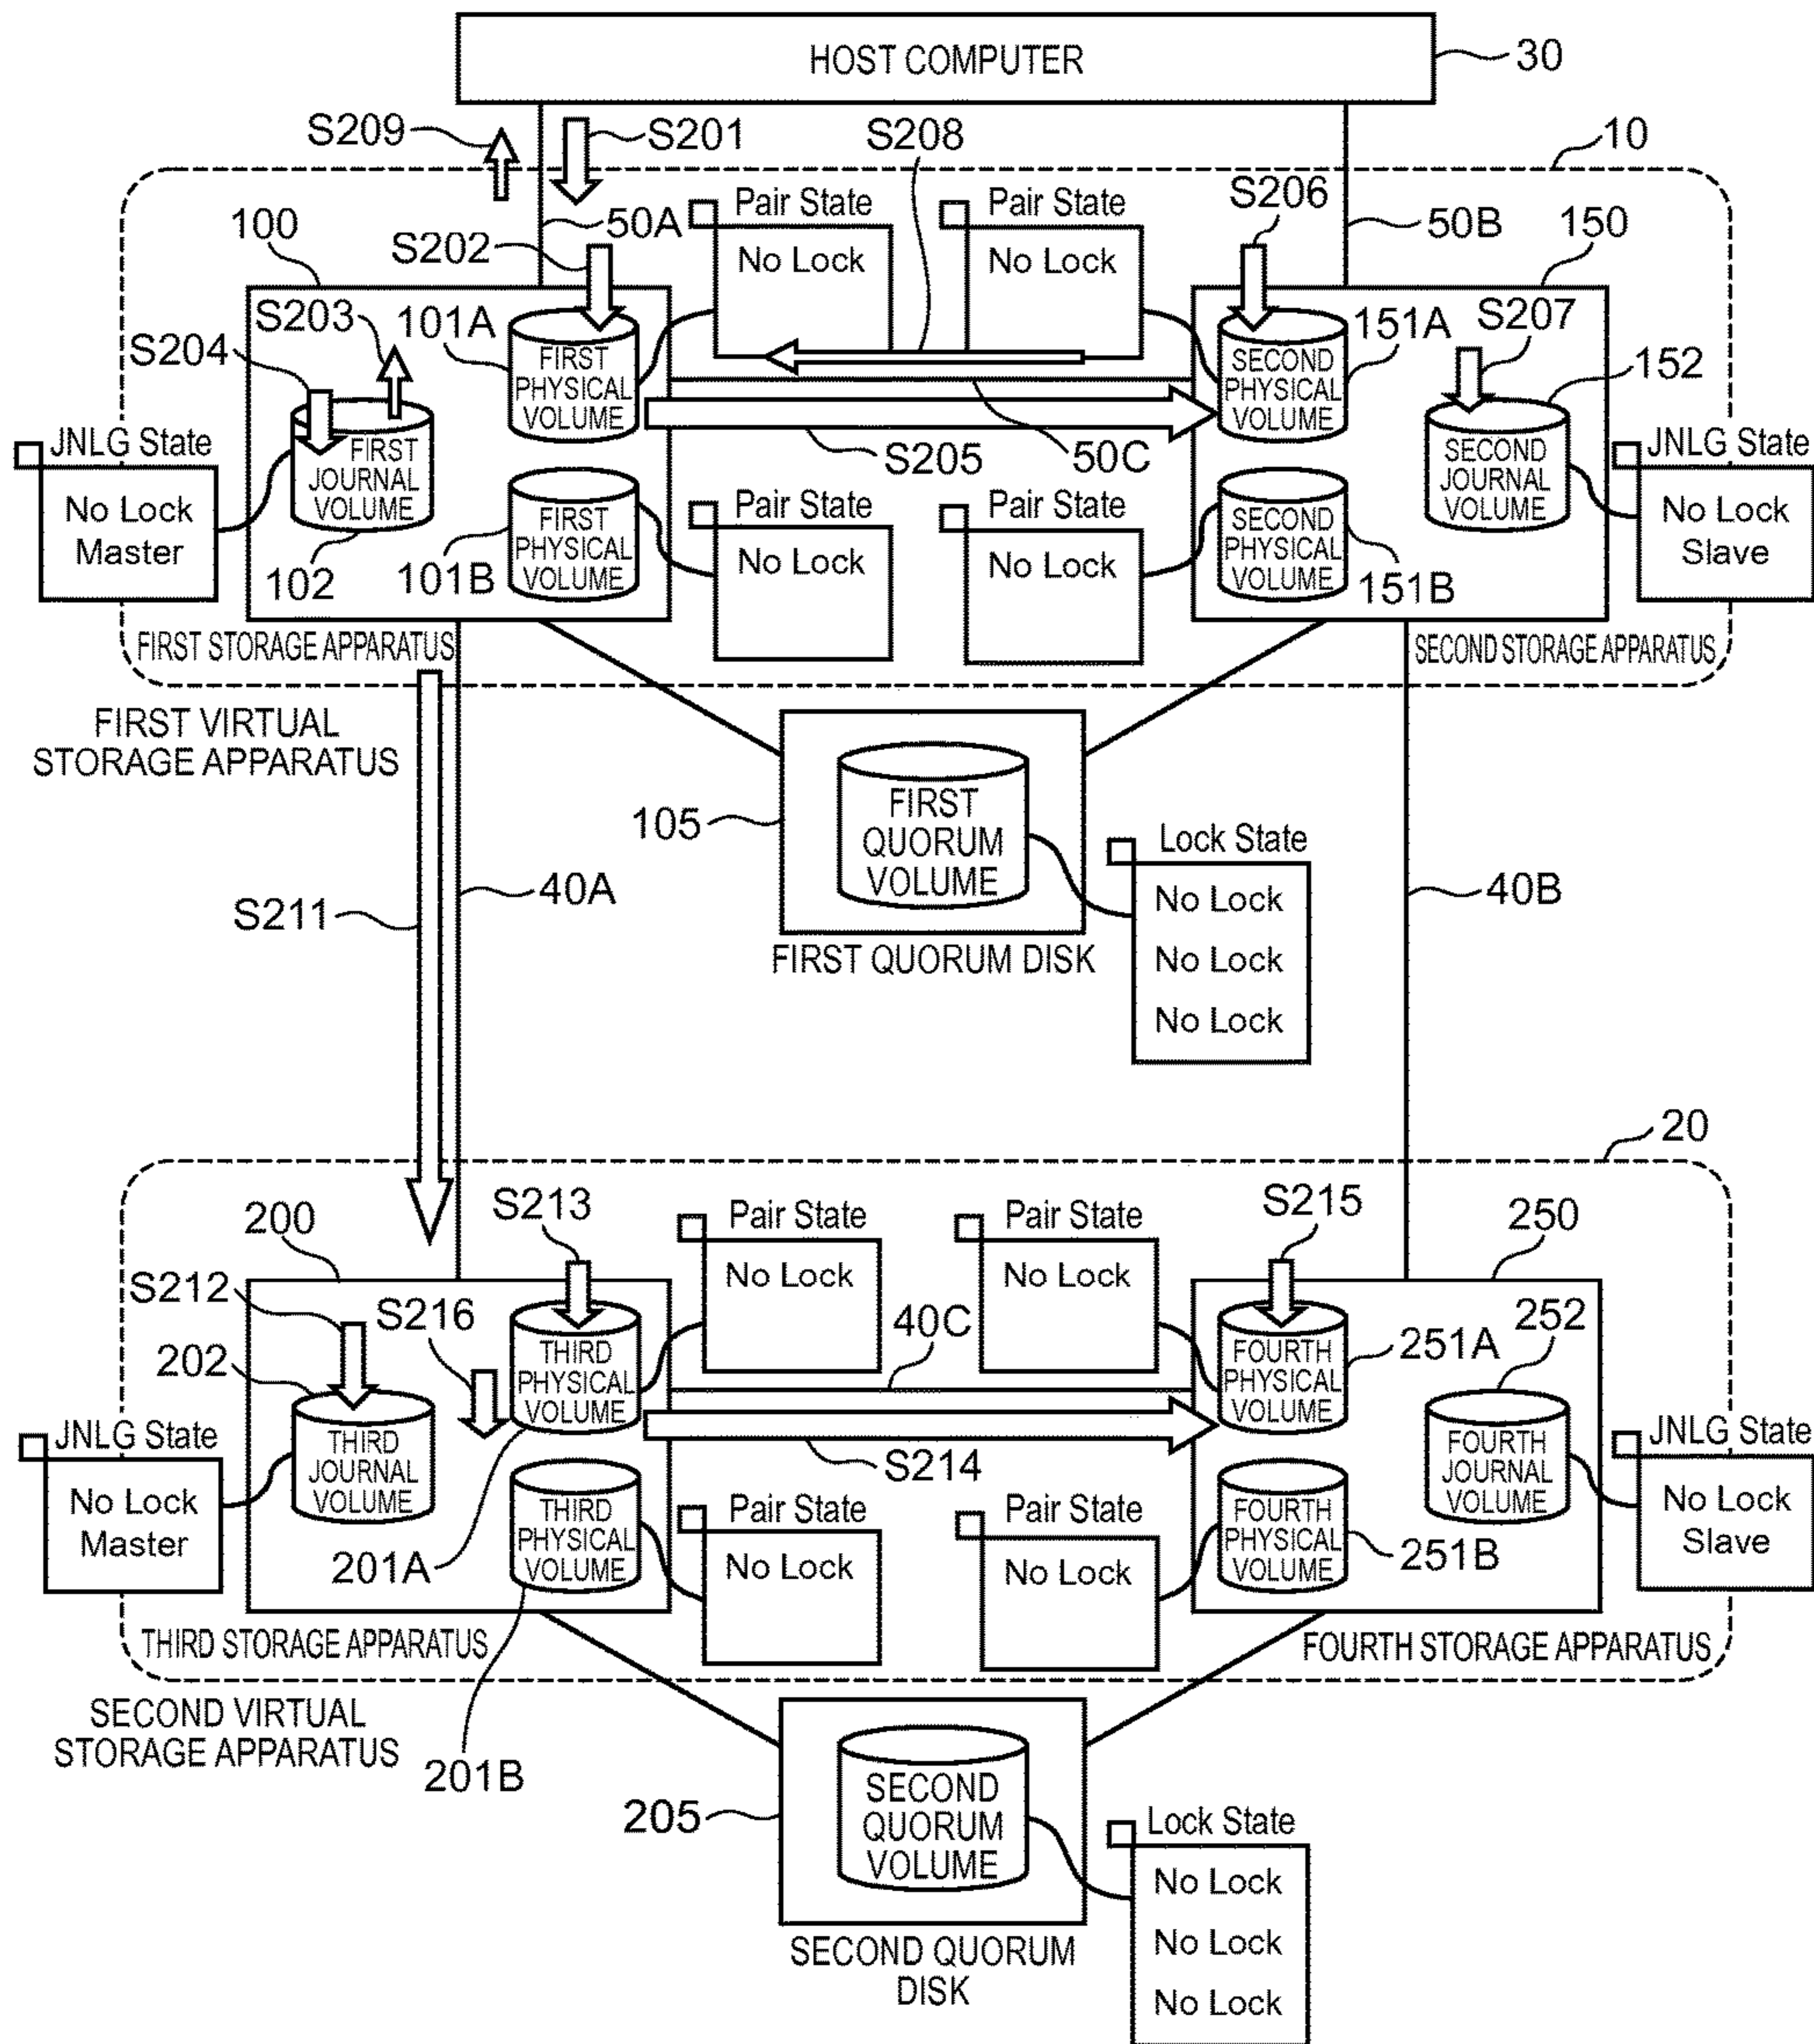 HOST COMPUTER
30
S209
S201
S208
10
100
50A
S202
Pair State
No Lock
Pair State
No Lock
S206
50B
150
S203
S204
101A
FIRST
PHYSICAL
VOLUME
SECOND
PHYSICAL
VOLUME
151A
S207
152
JNLG State
No Lock
Master
FIRST
JOURNAL
VOLUME
102
S205
50C
SECOND
JOURNAL
VOLUME
JNLG State
No Lock
Slave
FIRST
PHYSICAL
VOLUME
101B
Pair State
No Lock
Pair State
No Lock
SECOND
PHYSICAL
VOLUME
151B
FIRST STORAGE APPARATUS
SECOND STORAGE APPARATUS
FIRST VIRTUAL
STORAGE APPARATUS
105
FIRST
QUORUM
VOLUME
FIRST QUORUM DISK
Lock State
No Lock
No Lock
No Lock
S211
40A
40B
20
200
S213
Pair State
No Lock
Pair State
No Lock
S215
250
S212
S216
202
THIRD
PHYSICAL
VOLUME
40C
FOURTH
PHYSICAL
VOLUME
251A
252
JNLG State
No Lock
Master
THIRD
JOURNAL
VOLUME
S214
FOURTH
JOURNAL
VOLUME
JNLG State
No Lock
Slave
201A
THIRD
PHYSICAL
VOLUME
Pair State
No Lock
Pair State
No Lock
FOURTH
PHYSICAL
VOLUME
251B
THIRD STORAGE APPARATUS
FOURTH STORAGE APPARATUS
SECOND VIRTUAL
STORAGE APPARATUS
201B
205
SECOND
QUORUM
VOLUME
SECOND QUORUM
DISK
Lock State
No Lock
No Lock
No Lock